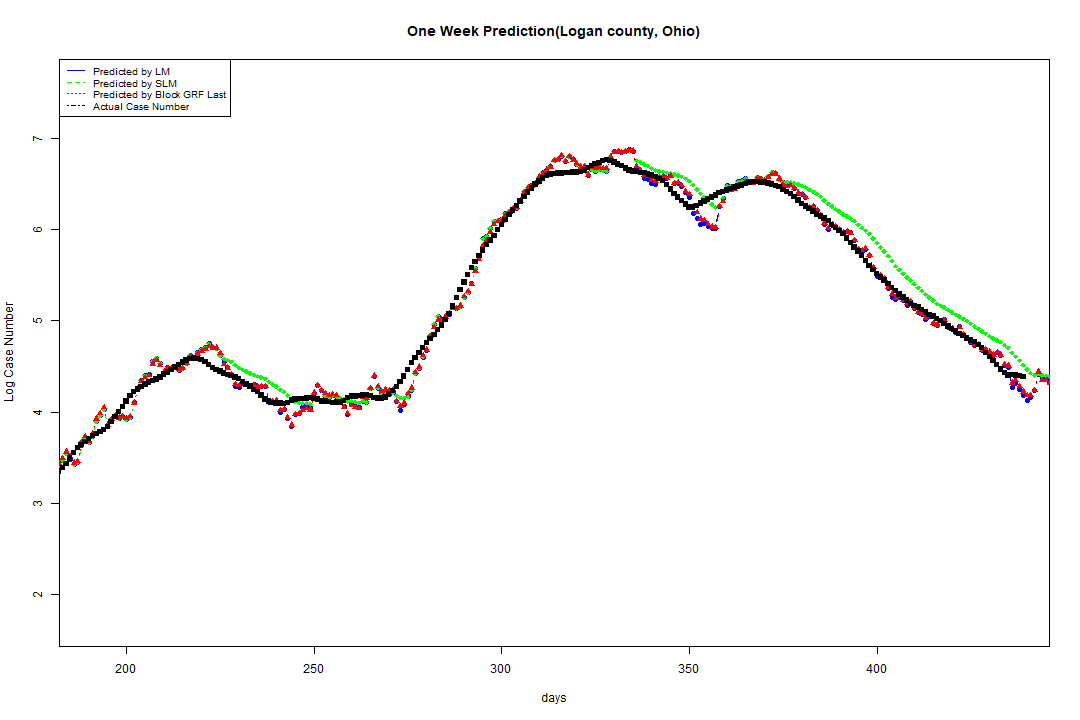 One Week Prediction(Logan county, Ohio)
Predicted by LM
Predicted by SLM
Predicted by Block GRF Last
Actual Case Number
7
6
5
4
3
2
Log Case Number
200
250
300
350
400
days